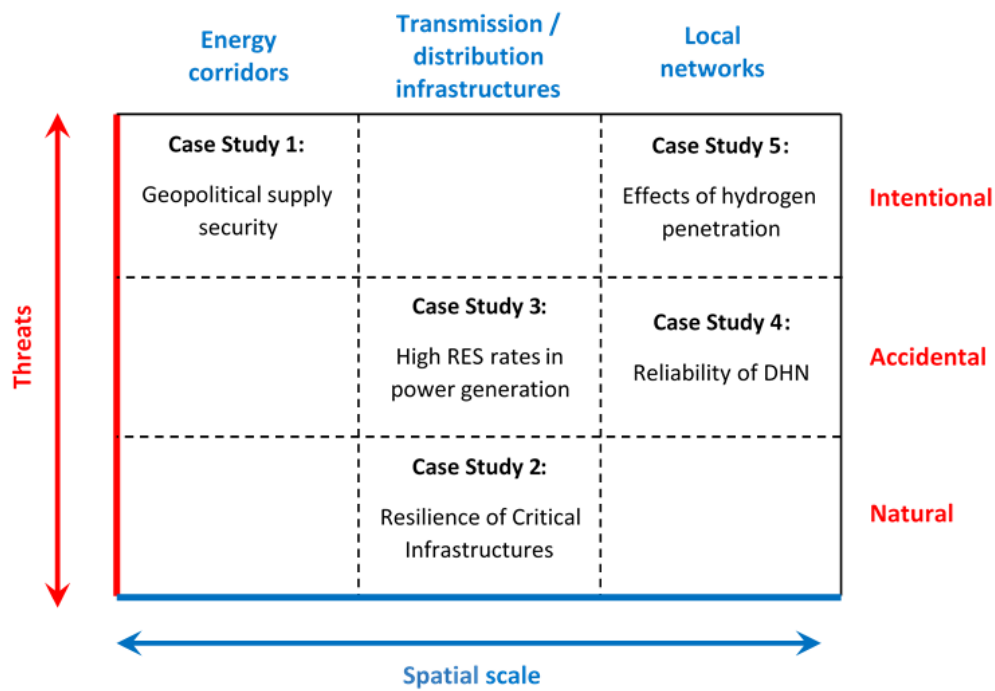 Energy
corridors
Transmission /
distribution
infrastructures
Local
networks
Case Study 1:
Geopolitical supply
security
Case Study 5:
Effects of hydrogen
penetration
Intentional
Threats
Case Study 3:
High RES rates in
power generation
Case Study 4:
Reliability of DHN
Accidental
Case Study 2:
Resilience of Critical
Infrastructures
Natural
Spatial scale